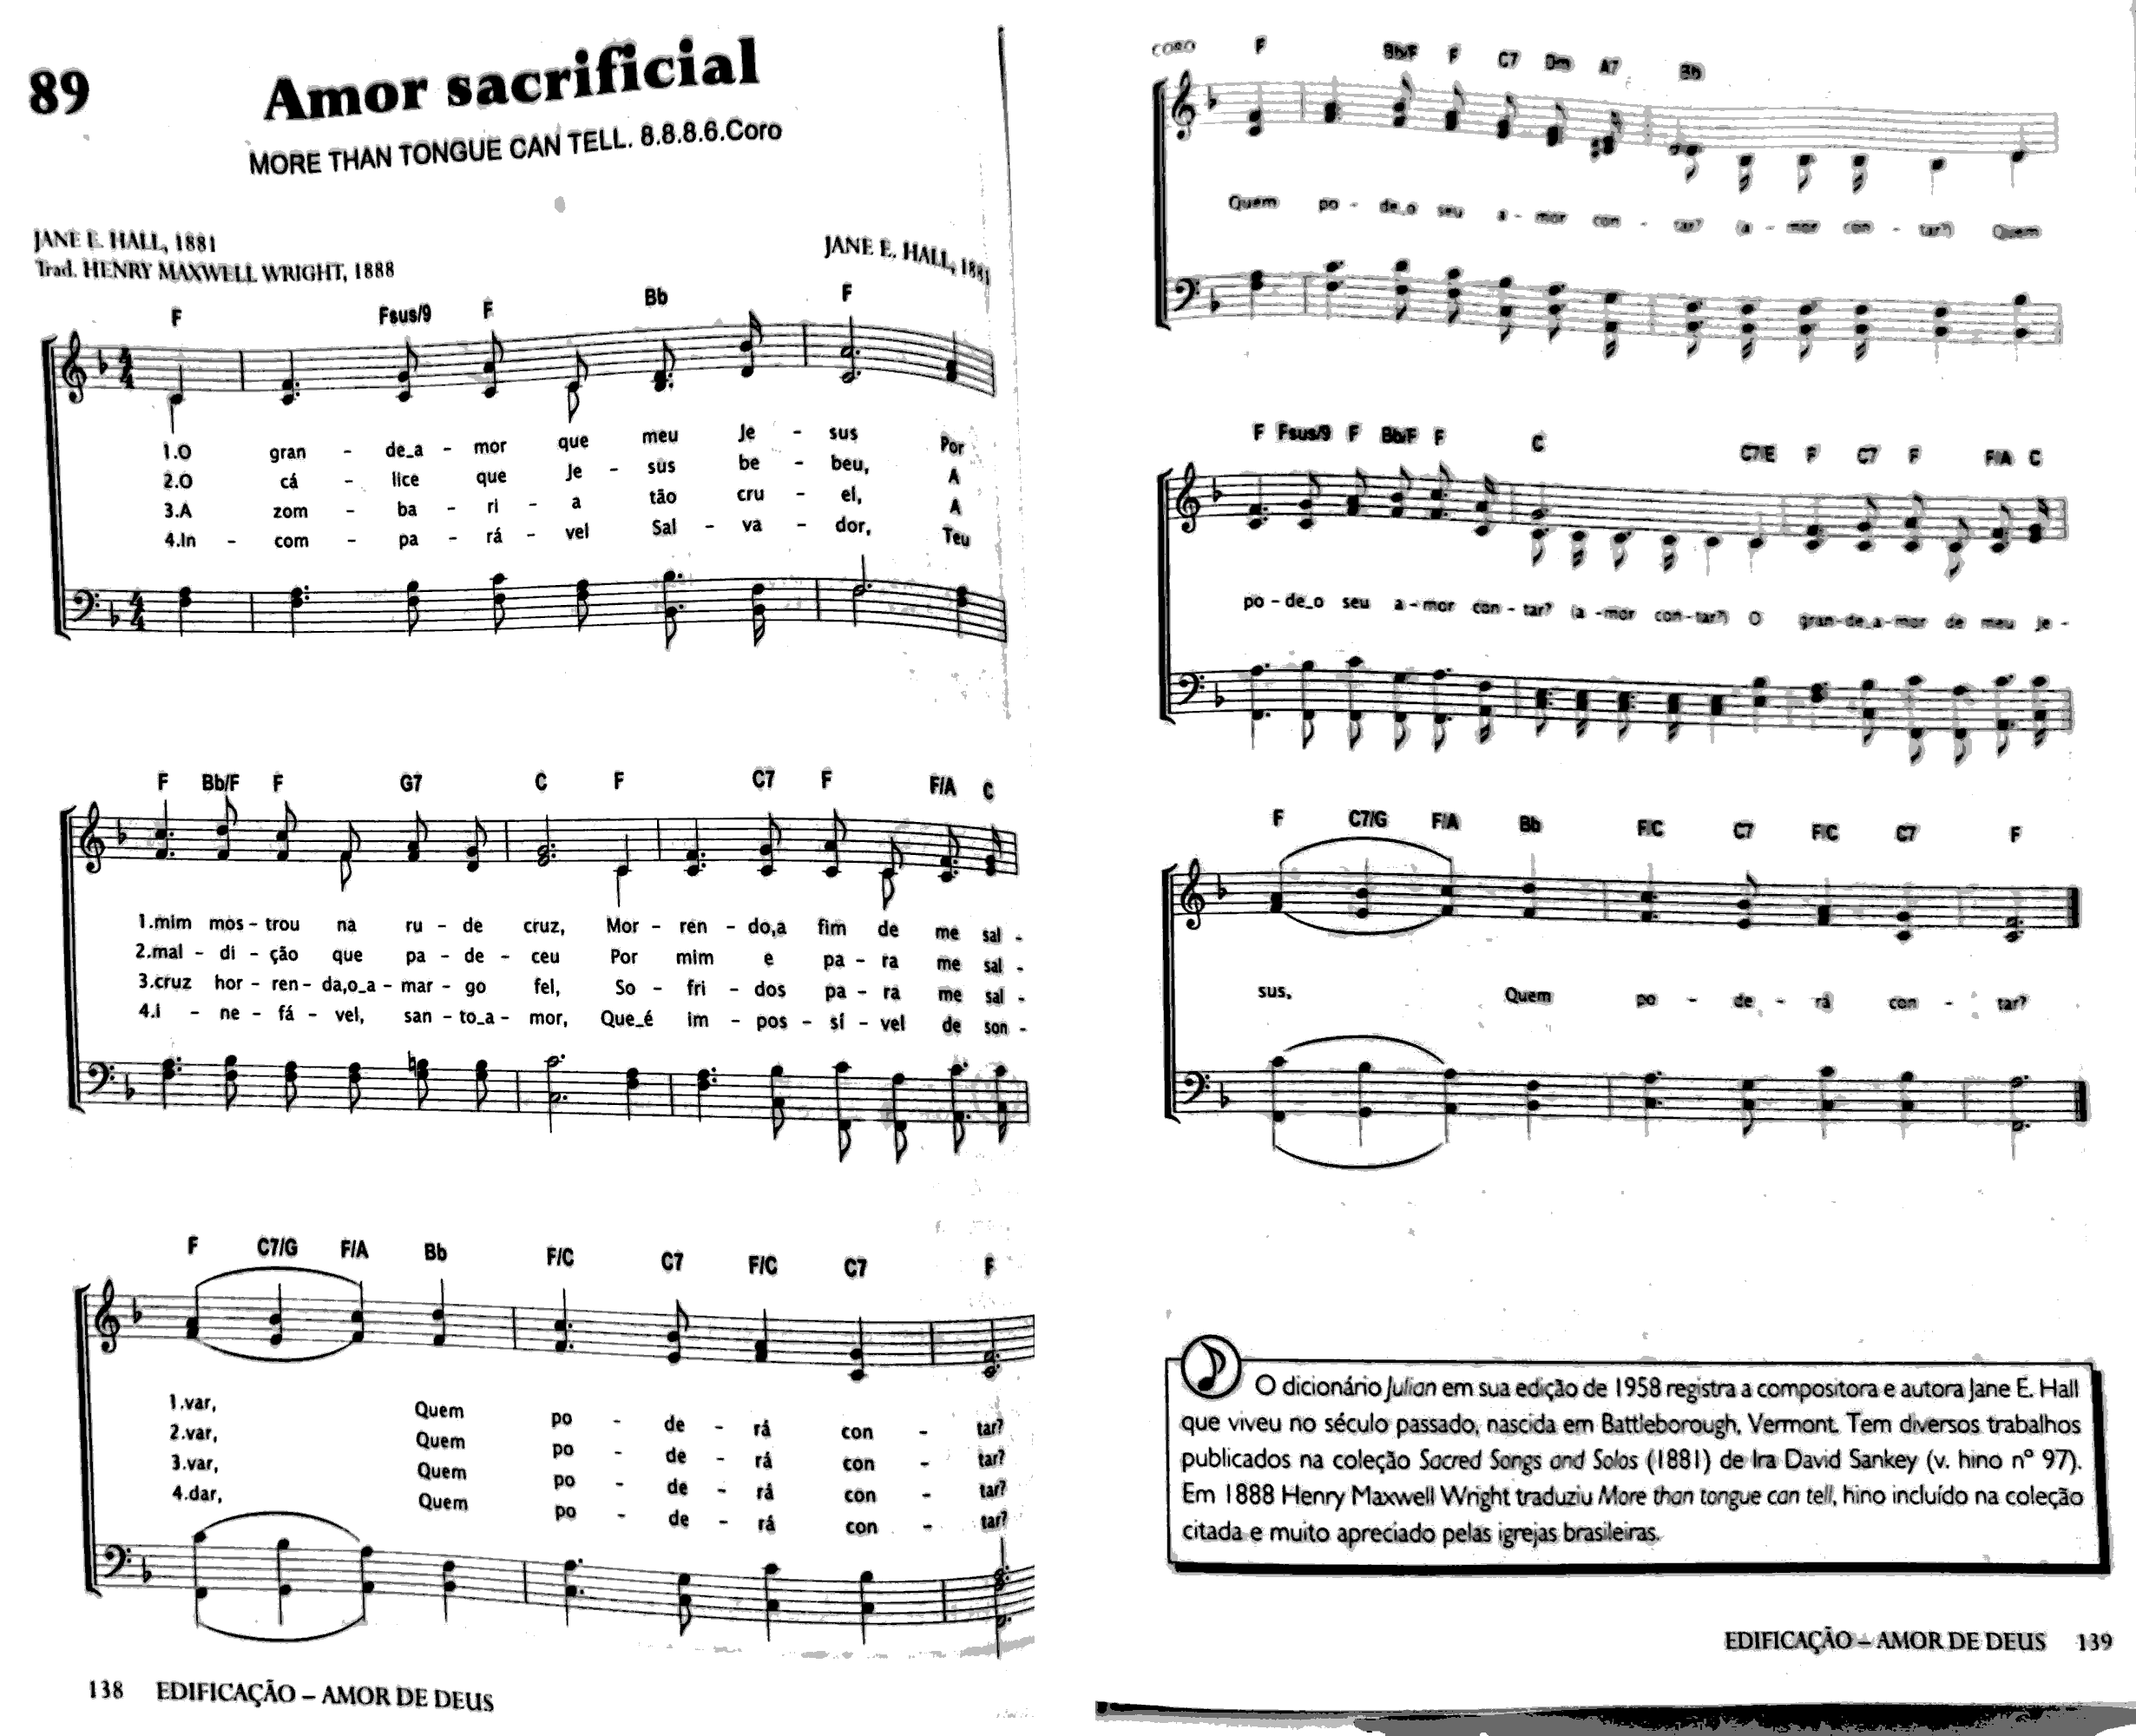 89
Amor sacrificial
MORE THAN TONGUE CAN TELL. 8.8.8.6.Coro
JANE E. HALL, 1881
Trad. HENRY MAXWELL WRIGHT, 1888
JANE E. HALL, 1881
F Fsus/9 F Bb F
1.O gran - de_a - mor que meu Je - sus Por
2.O cá - lice que Je - sus be - beu, A
3.A zom - ba - ri - a tão cru - el, A
4.In - com - pa - rá - vel Sal - va - dor, Teu
F Bb/F F G7 C F C7 F F/A C
1.mim mos - trou na ru - de cruz, Mor - ren - do,a fim de me sal -
2.mal - di - ção que pa - de - ceu Por mim e pa - ra me sal -
3.cruz hor - ren - da,o_a - mar - go fel, So - fri - dos pa - ra me sal -
4.i - ne - fá - vel, san - to_a - mor, Que_é im - pos - sí - vel de son -
F C7/G F/A Bb F/C C7 F/C C7 F
1.var, Quem po - de - rá con - tar?
2.var, Quem po - de - rá con - tar?
3.var, Quem po - de - rá con - tar?
4.dar, Quem po - de - rá con - tar?
138 EDIFICAÇÃO – AMOR DE DEUS
CORO F Bb/F F C7 Dm A7 Bb
Quem po - de_o seu a - mor con - tar? (a - mor con - tar?) Quem
F Fsus/9 F Bb/F F C C7/E F C7 F F/A C
po - de_o seu a - mor con - tar? (a - mor con - tar?) O gran - de_a - mor de meu Je -
F C7/G F/A Bb F/C C7 F/C C7 F
sus, Quem po - de - rá con - tar?
O dicionário Julian em sua edição de 1958 registra a compositora e autora Jane E. Hall
que viveu no século passado, nascida em Battleborough, Vermont. Tem diversos trabalhos
publicados na coleção Sacred Songs and Solos (1881) de Ira David Sankey (v. hino nº 97).
Em 1888 Henry Maxwell Wright traduziu More than tongue can tell, hino incluído na coleção
citada e muito apreciado pelas igrejas brasileiras.
EDIFICAÇÃO – AMOR DE DEUS 139